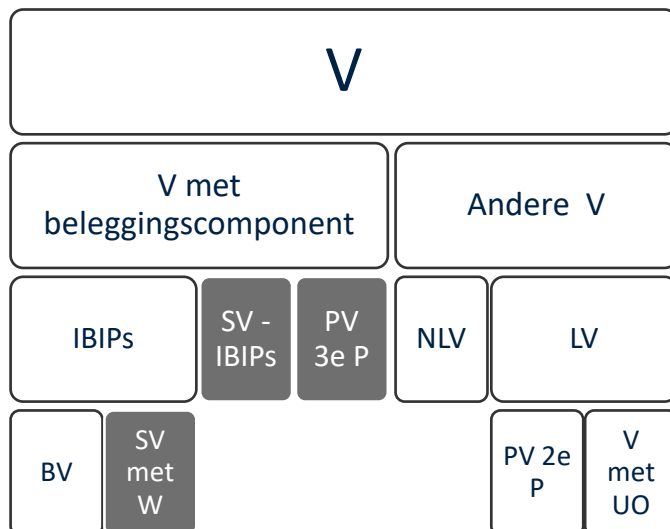 V
V met
beleggingscomponent
Andere V
IBIPs
SV -
IBIPs
PV
3e P
NLV
LV
BV
SV
met
W
PV 2e
P
V
met
UO